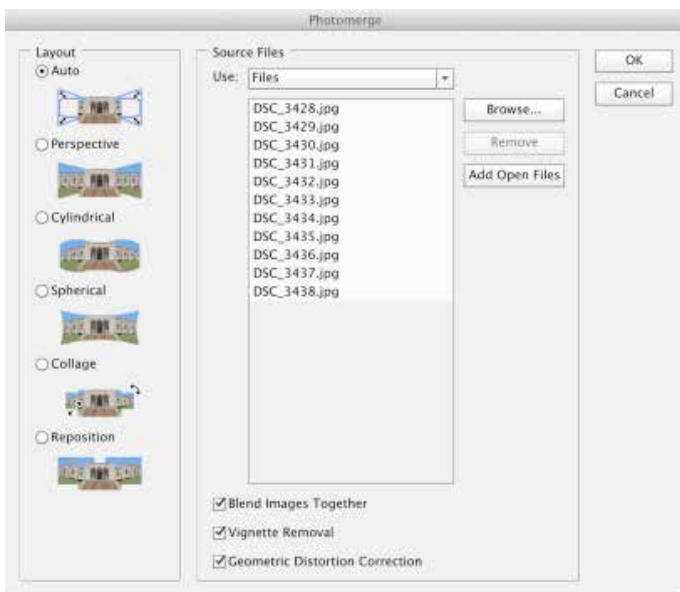 Photomerge
Layout
Auto
Perspective
Cylindrical
Spherical
Collage
Reposition
Source Files
Use: Files
DSC_3428.jpg
DSC_3429.jpg
DSC_3430.jpg
DSC_3431.jpg
DSC_3432.jpg
DSC_3433.jpg
DSC_3434.jpg
DSC_3435.jpg
DSC_3436.jpg
DSC_3437.jpg
DSC_3438.jpg
Browse...
Remove
Add Open Files
Blend Images Together
Vignette Removal
Geometric Distortion Correction
OK
Cancel